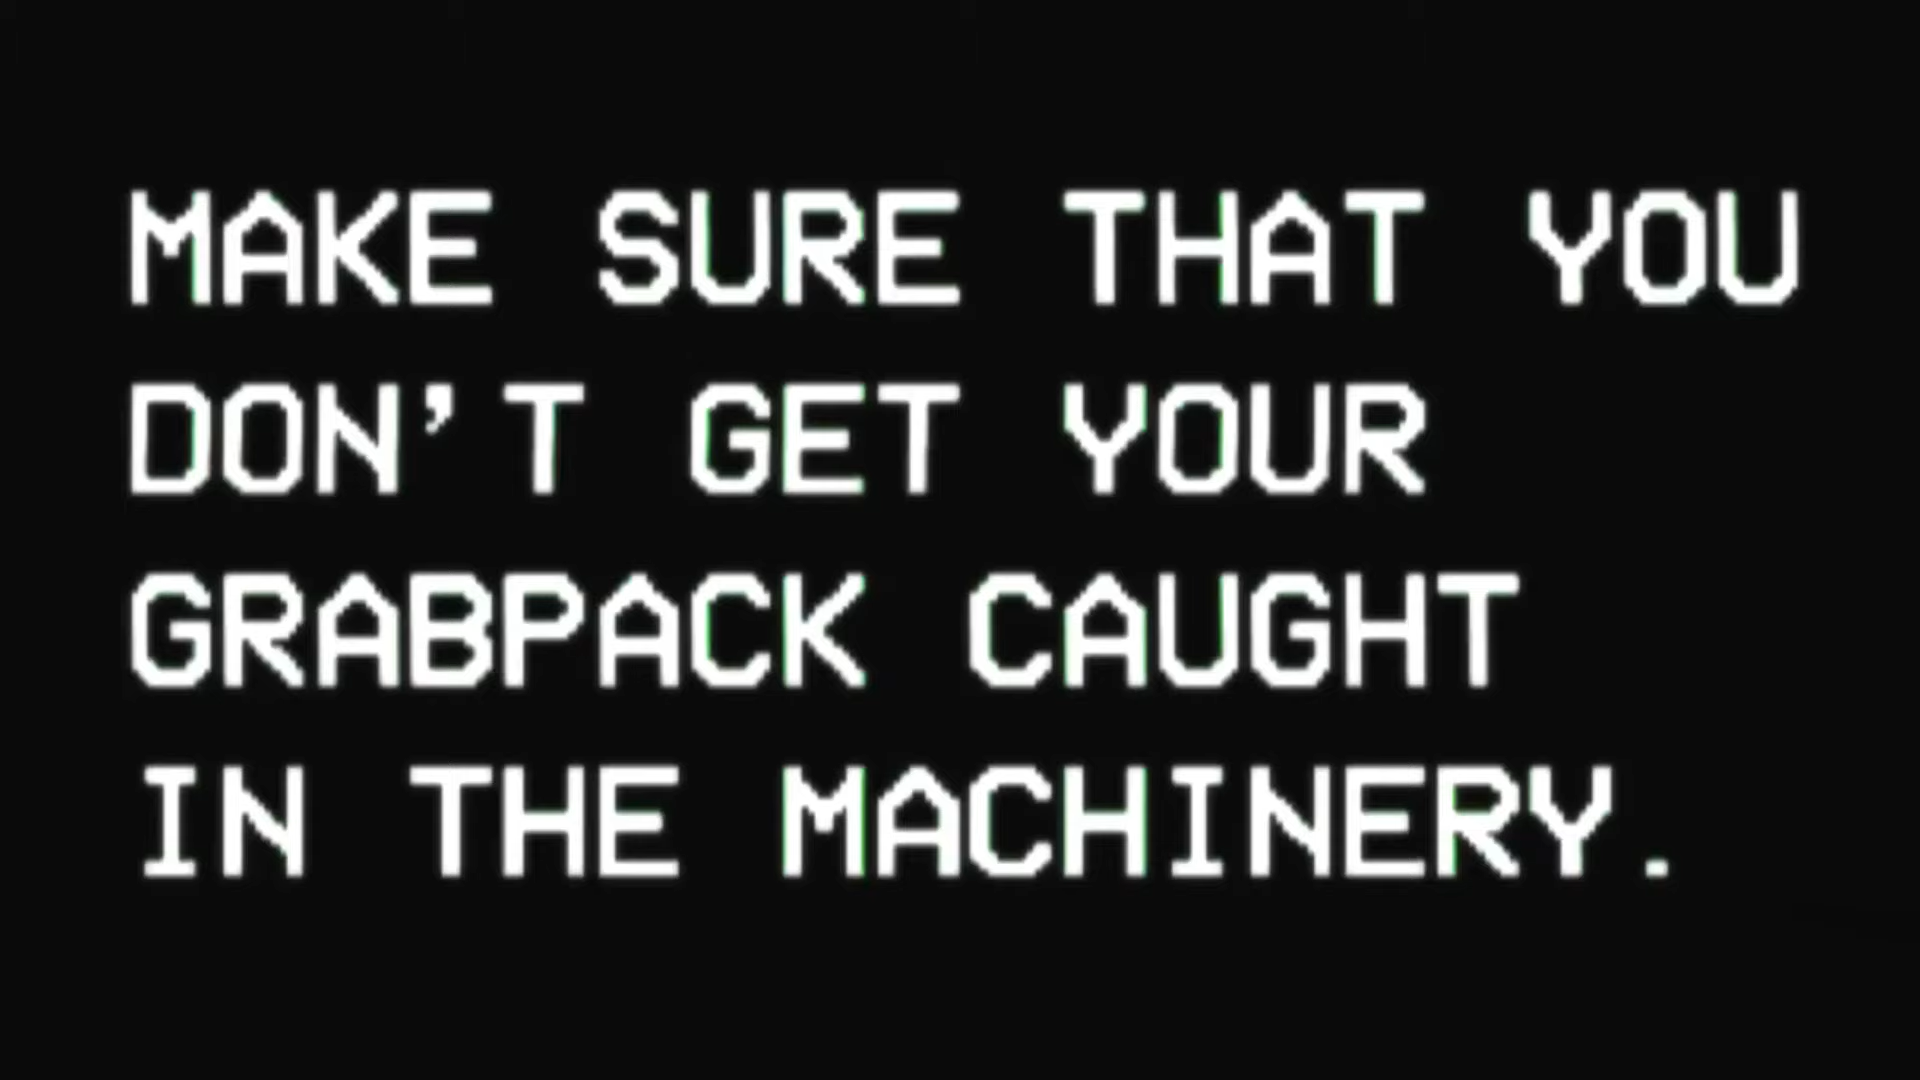 MAKE SURE THAT YOU
DON'T GET YOUR
GRABPACK CAUGHT
IN THE MACHINERY.